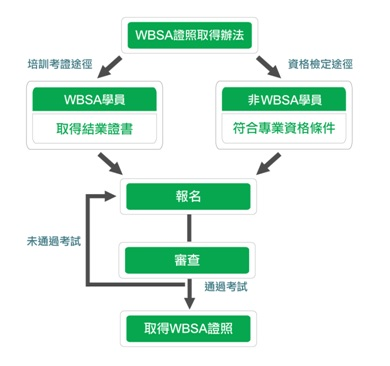 WBSA證照取得辦法
培訓考證途徑
資格檢定途徑
WBSA學員
非WBSA學員
取得結業證書
符合專業資格條件
報名
未通過考試
審查
通過考試
取得WBSA證照